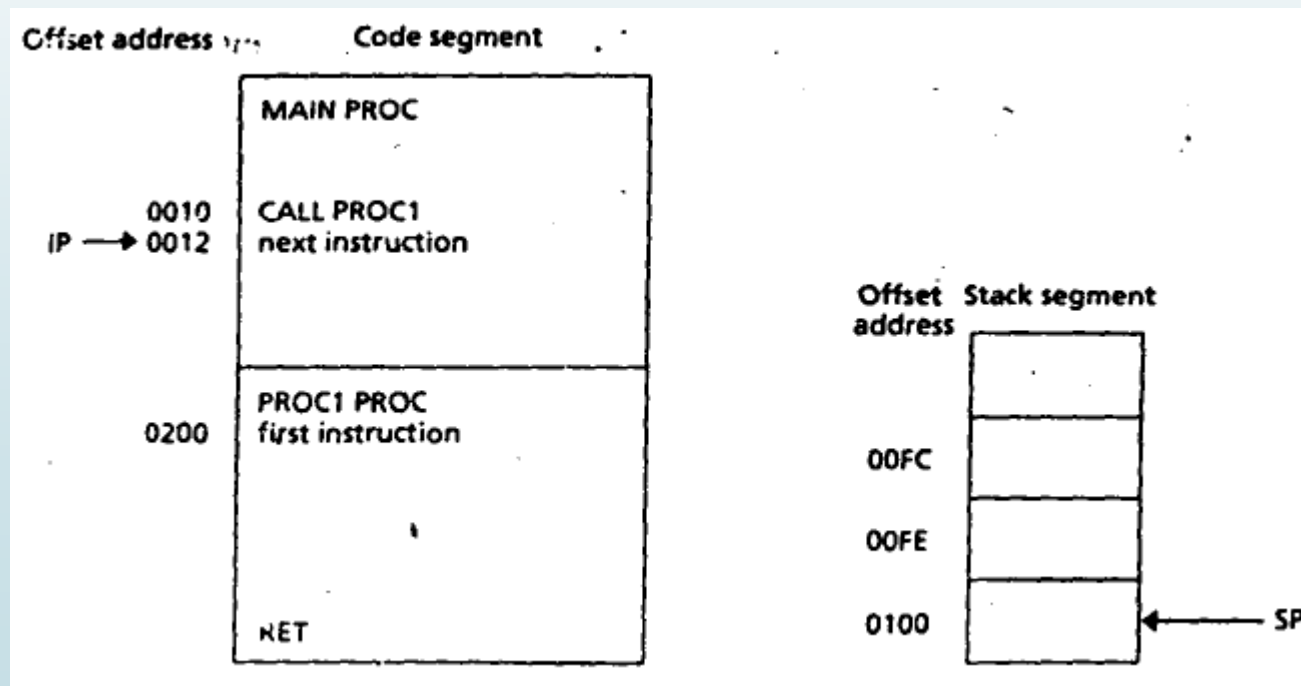 Offset address Code segment
MAIN PROC
0010 CALL PROC1
IP 0012 next instruction
Offset address Stack segment
PROC1 PROC
0200 first instruction
00FC
00FE
0100 SP
RET